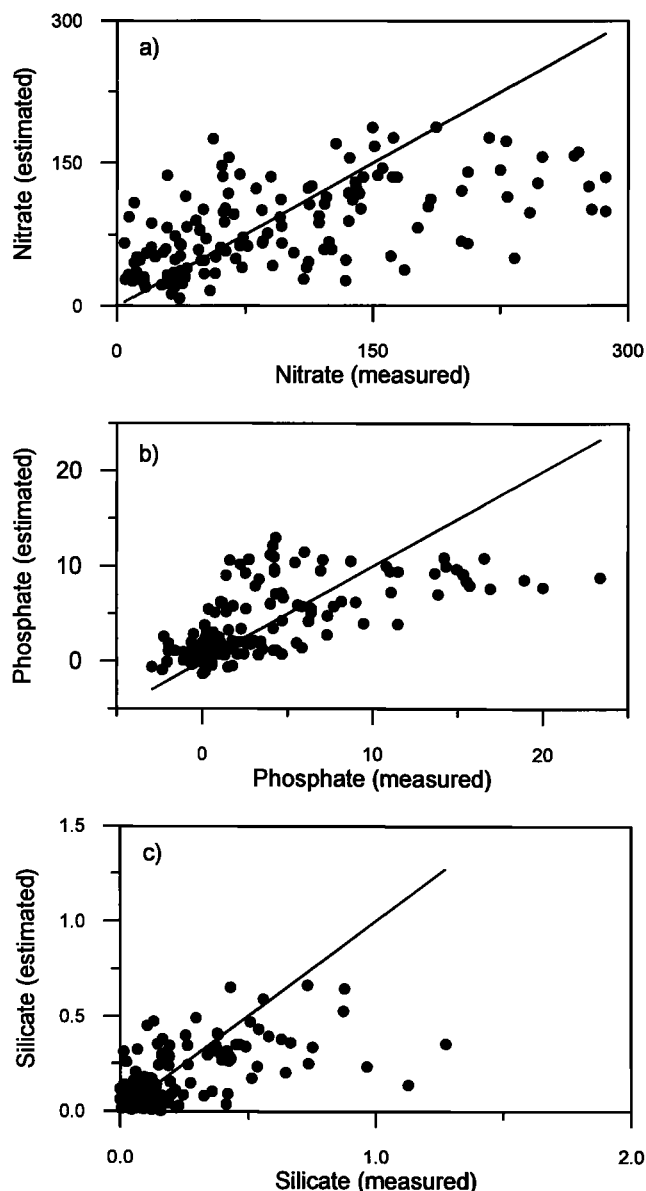 300
a)
150
0
Nitrate (estimated)
0 150 300
Nitrate (measured)
b)
20
10
0
Phosphate (estimated)
0 10 20
Phosphate (measured)
1.5
c)
1.0
0.5
0.0
Silicate (estimated)
0.0 1.0 2.0
Silicate (measured)